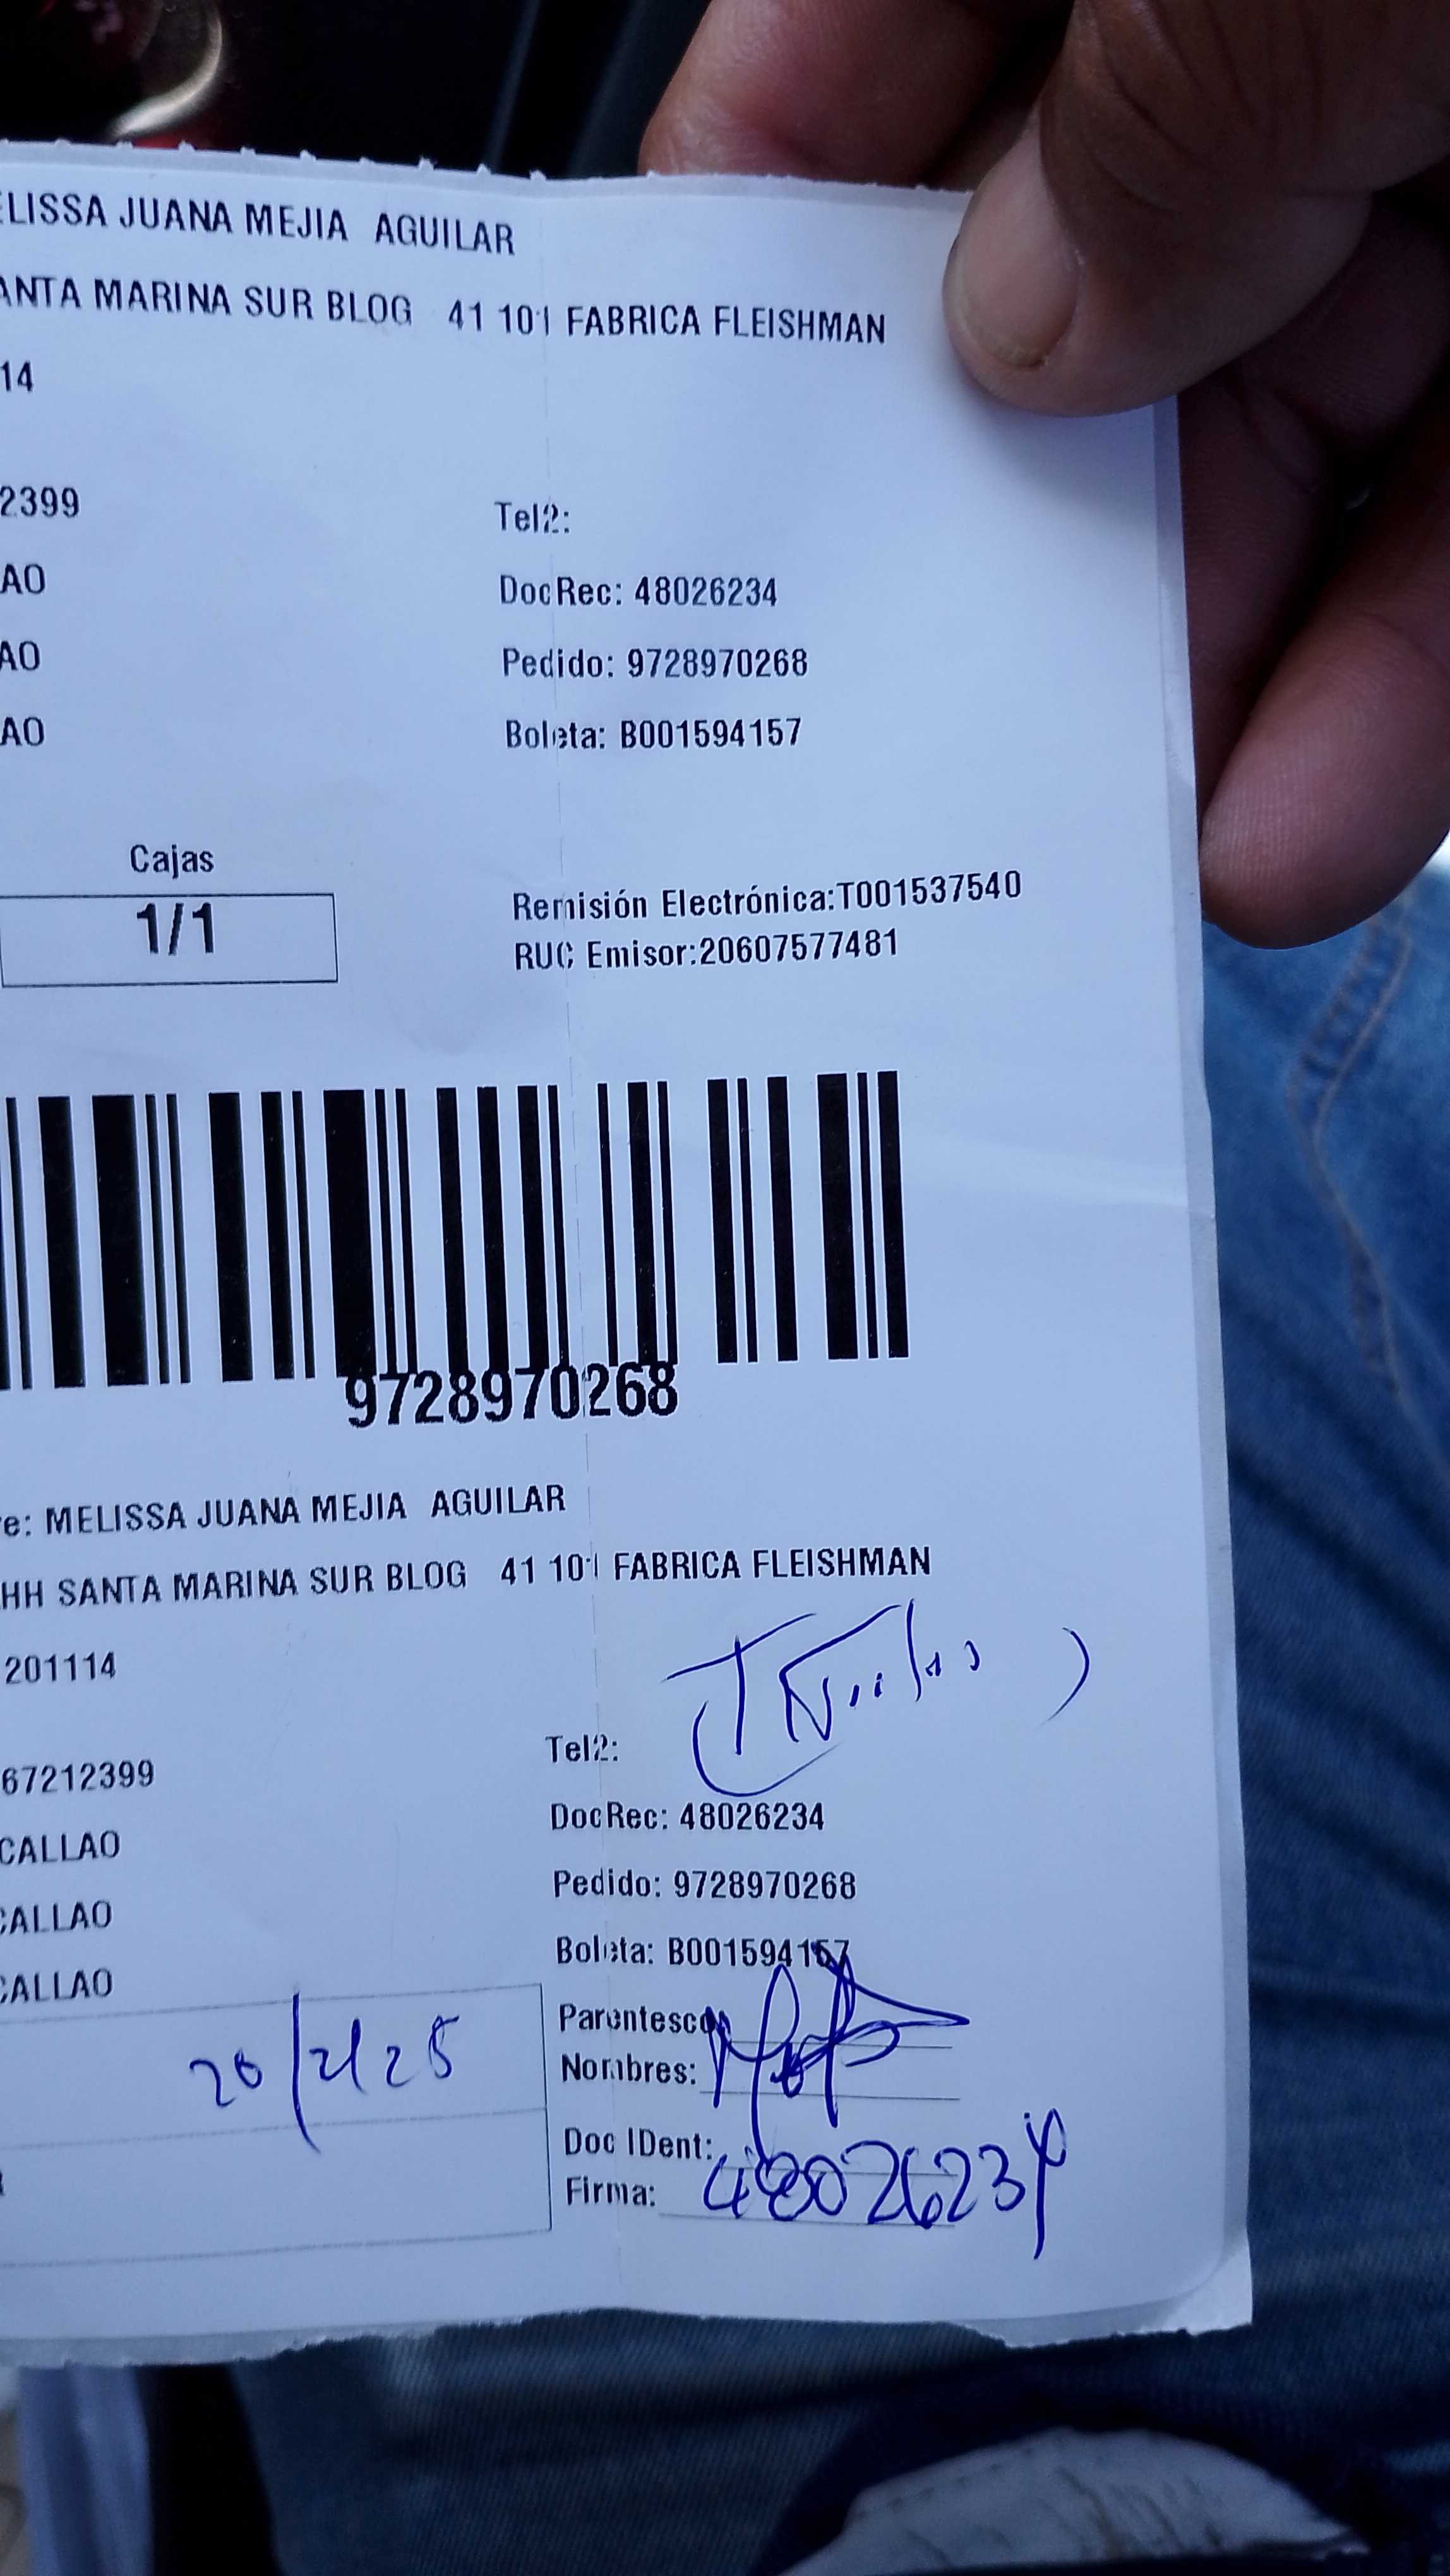 ELISSA JUANA MEJIA AGUILAR
ANTA MARINA SUR BLOG 41 101 FABRICA FLEISHMAN
14
2399 Tel2:
AO DocRec: 48026234
AO Pedido: 9728970268
AO Boleta: B001594157
Cajas
1/1
Remisión Electrónica:T001537540
RUC Emisor:20607577481
9728970268
re: MELISSA JUANA MEJIA AGUILAR
HH SANTA MARINA SUR BLOG 41 101 FABRICA FLEISHMAN
201114
67212399 Tel2:
CALLAO DocRec: 48026234
CALLAO Pedido: 9728970268
CALLAO Boleta: B001594157
20/2/25 Parentesco:
Nombres:
Doc IDent:
Firma: 48026234